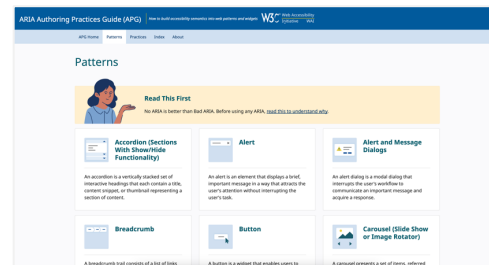 ARIA Authoring Practices Guide (APG)
How to build accessibility semantics into web patterns and widgets
W3C Web Accessibility Initiative WAI
APG Home Patterns Practices Index About
Patterns
Read This First
No ARIA is better than Bad ARIA. Before using any ARIA, read this to understand why.
Accordion (Sections
With Show/Hide
Functionality)
An accordion is a vertically stacked set of
interactive headings that each contain a title,
content snippet, or thumbnail representing a
section of content.
Alert
An alert is an element that displays a brief,
important message in a way that attracts the
user's attention without interrupting the
user's task.
Alert and Message
Dialogs
An alert dialog is a modal dialog that
interrupts the user's workflow to
communicate an important message and
acquire a response.
Breadcrumb
A breadcrumb trail consists of a list of links
Button
A button is a widget that enables users to
Carousel (Slide Show
or Image Rotator)
A carousel presents a set of items, referred